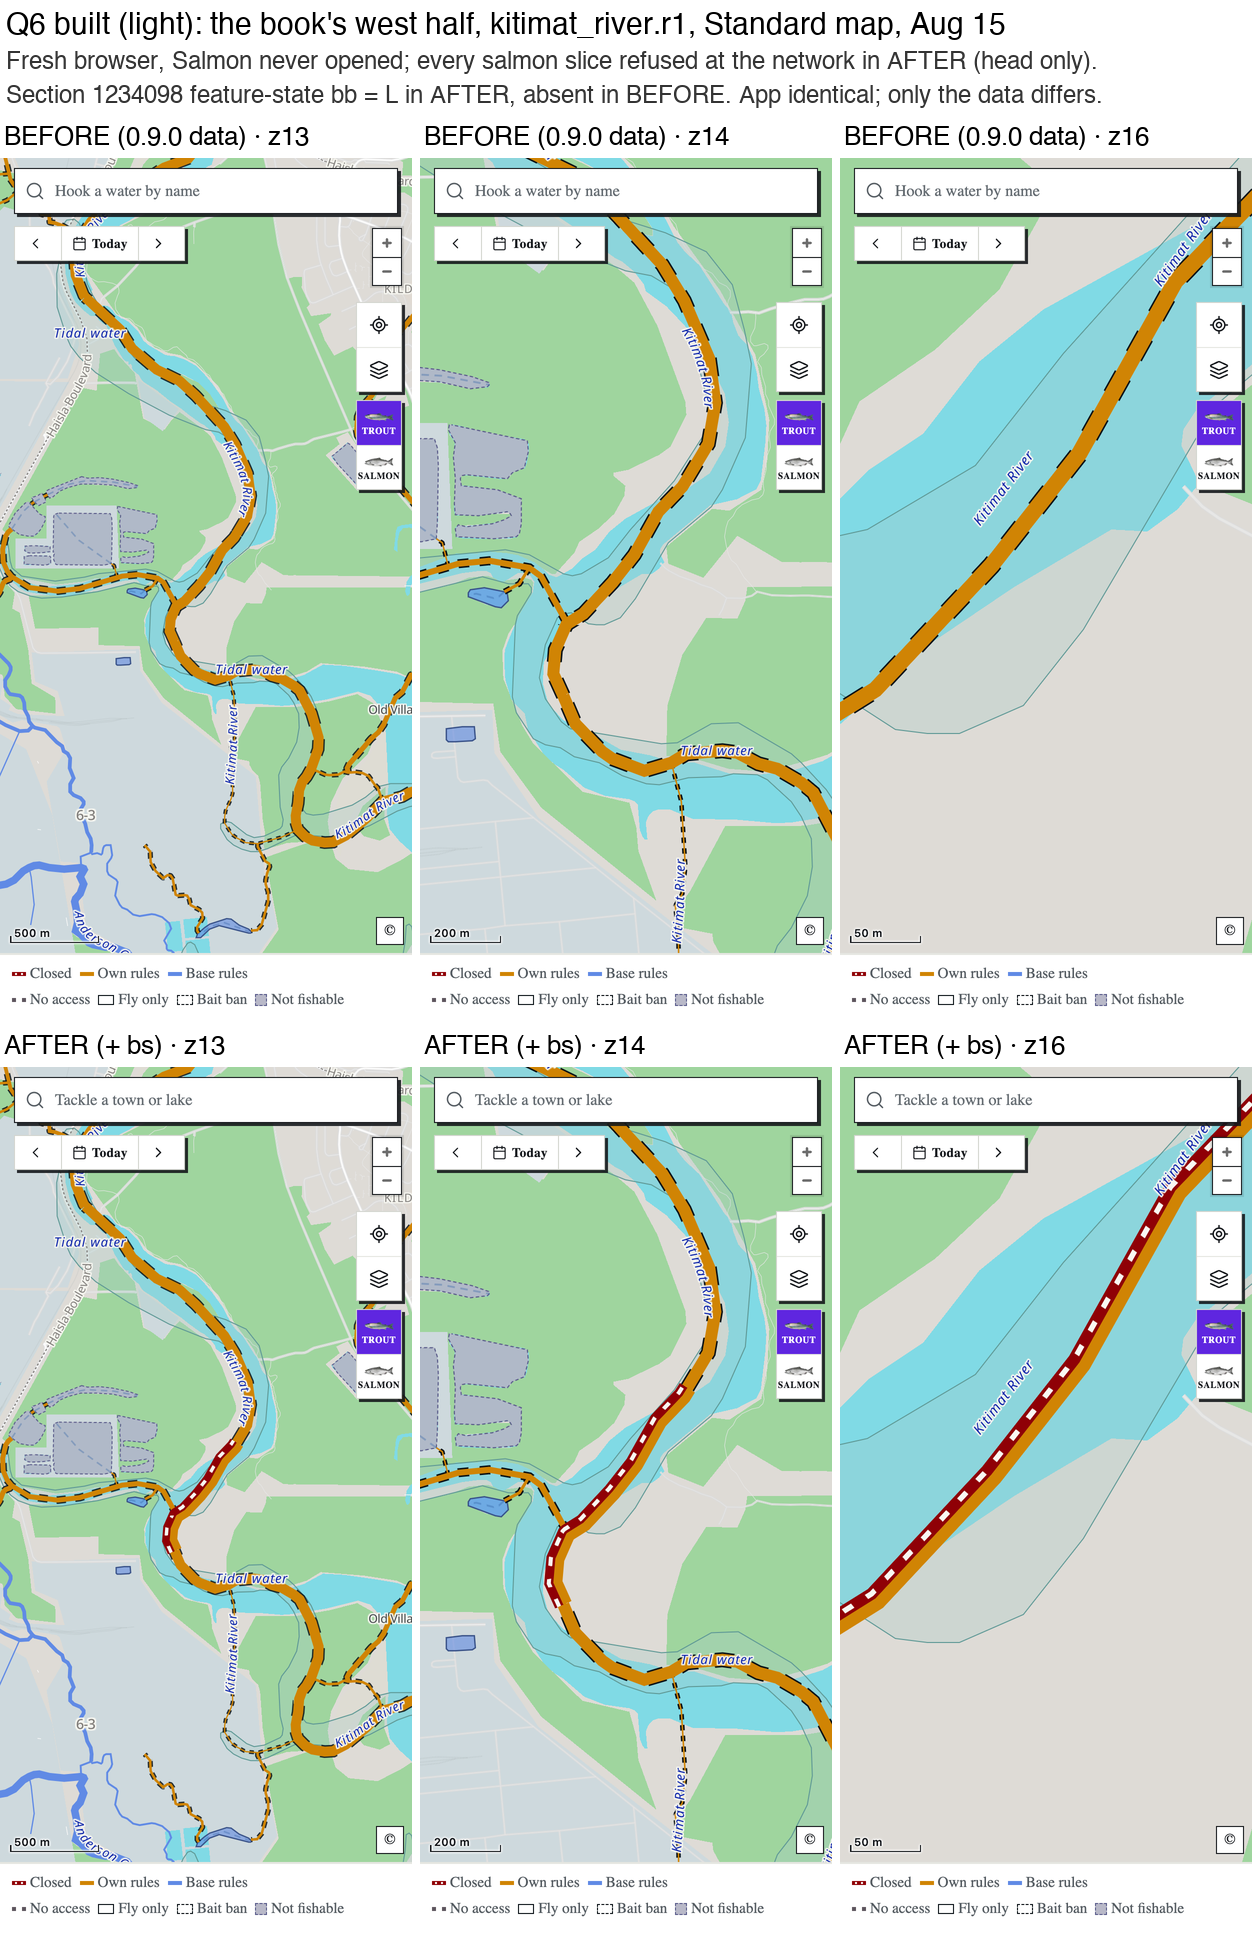 Q6 built (light): the book's west half, kitimat_river.r1, Standard map, Aug 15
Fresh browser, Salmon never opened; every salmon slice refused at the network in AFTER (head only).
Section 1234098 feature-state bb = L in AFTER, absent in BEFORE. App identical; only the data differs.
BEFORE (0.9.0 data) · z13
BEFORE (0.9.0 data) · z14
BEFORE (0.9.0 data) · z16
Hook a water by name
Today
Tidal water
Haisla Boulevard
KILD
TROUT
SALMON
Kitimat River
Tidal water
Old Villa
Kitimat River
Kitimat River
6-3
Anderson
500 m
©
Hook a water by name
Today
Kitimat River
TROUT
SALMON
Tidal water
Kitimat River
200 m
©
Hook a water by name
Today
Kitimat River
Kitimat River
TROUT
SALMON
50 m
©
Closed Own rules Base rules
No access Fly only Bait ban Not fishable
Closed Own rules Base rules
No access Fly only Bait ban Not fishable
Closed Own rules Base rules
No access Fly only Bait ban Not fishable
AFTER (+ bs) · z13
AFTER (+ bs) · z14
AFTER (+ bs) · z16
Tackle a town or lake
Today
Tidal water
Haisla Boulevard
KILD
TROUT
SALMON
Kitimat River
Tidal water
Old Villa
Kitimat River
Kitimat River
6-3
Anderson
500 m
©
Tackle a town or lake
Today
Kitimat River
TROUT
SALMON
Tidal water
Kitimat River
200 m
©
Tackle a town or lake
Today
Kitimat River
Kitimat River
TROUT
SALMON
50 m
©
Closed Own rules Base rules
No access Fly only Bait ban Not fishable
Closed Own rules Base rules
No access Fly only Bait ban Not fishable
Closed Own rules Base rules
No access Fly only Bait ban Not fishable